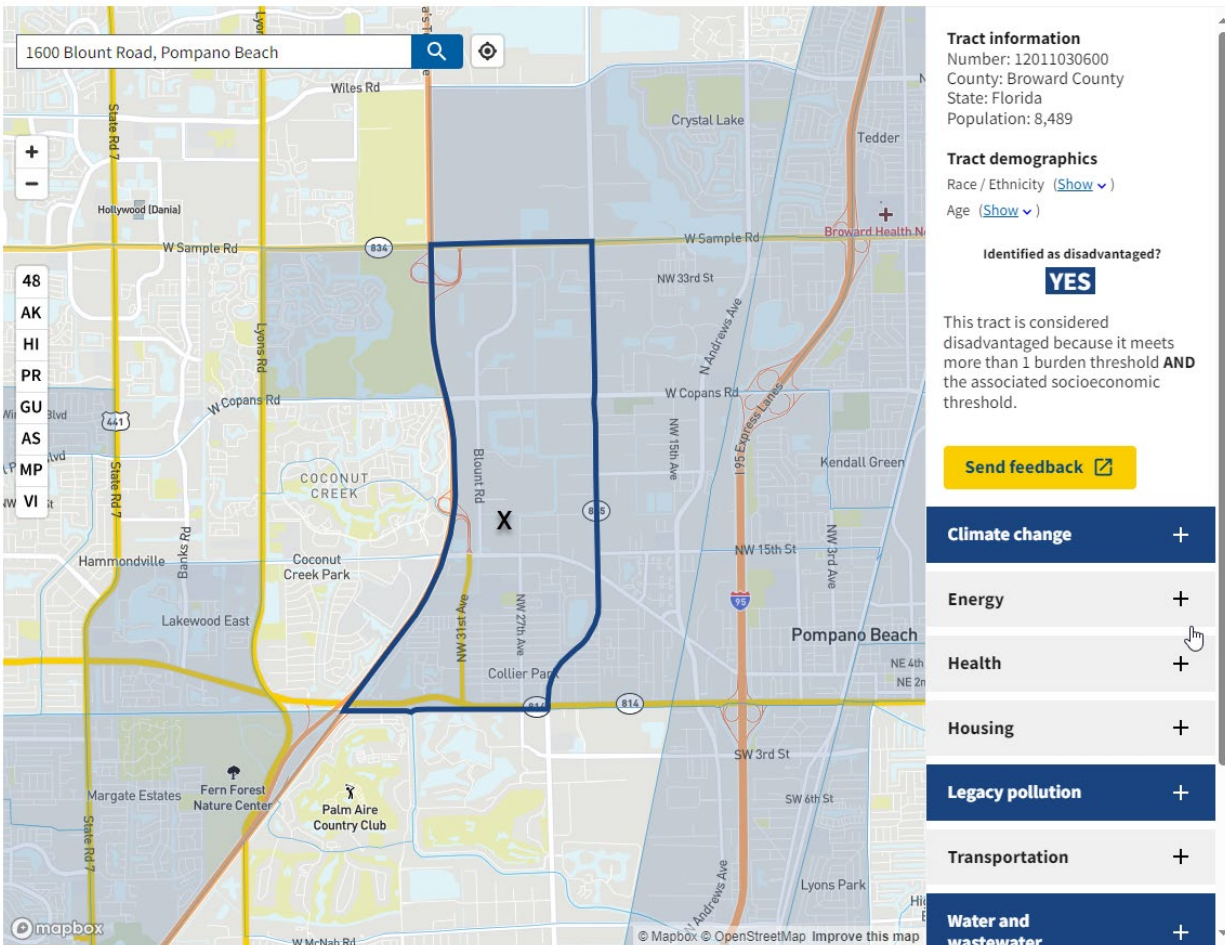 1600 Blount Road, Pompano Beach
+
−
48
AK
HI
PR
GU
AS
MP
VI
Wiles Rd
Crystal Lake
Tedder
State Rd 7
Hollywood (Dania)
W Sample Rd
834
W Sample Rd
Broward Health N
NW 33rd St
Lyons Rd
N Andrews Ave
W Copans Rd
W Copans Rd
441
Blvd
lvd
St
State Rd 7
COCONUT
CREEK
Blount Rd
X
NW 15th Ave
I 95 Express Lanes
Kendall Green
Banks Rd
Hammondville
Coconut
Creek Park
NW 15th St
NW 3rd Ave
95
Lakewood East
NW 31st Ave
NW 27th Ave
Pompano Beach
Collier Park
NE 4th
814
814
SW 3rd St
Margate Estates
Fern Forest
Nature Center
Palm Aire
Country Club
SW 6th St
State Rd 7
N Andrews Ave
Lyons Park
W McNab Rd
mapbox
© Mapbox © OpenStreetMap Improve this map
Tract information
Number: 12011030600
County: Broward County
State: Florida
Population: 8,489
Tract demographics
Race / Ethnicity (Show)
Age (Show)
Identified as disadvantaged?
YES
This tract is considered
disadvantaged because it meets
more than 1 burden threshold AND
the associated socioeconomic
threshold.
Send feedback
Climate change +
Energy +
Health +
Housing +
Legacy pollution +
Transportation +
Water and
wastewater +